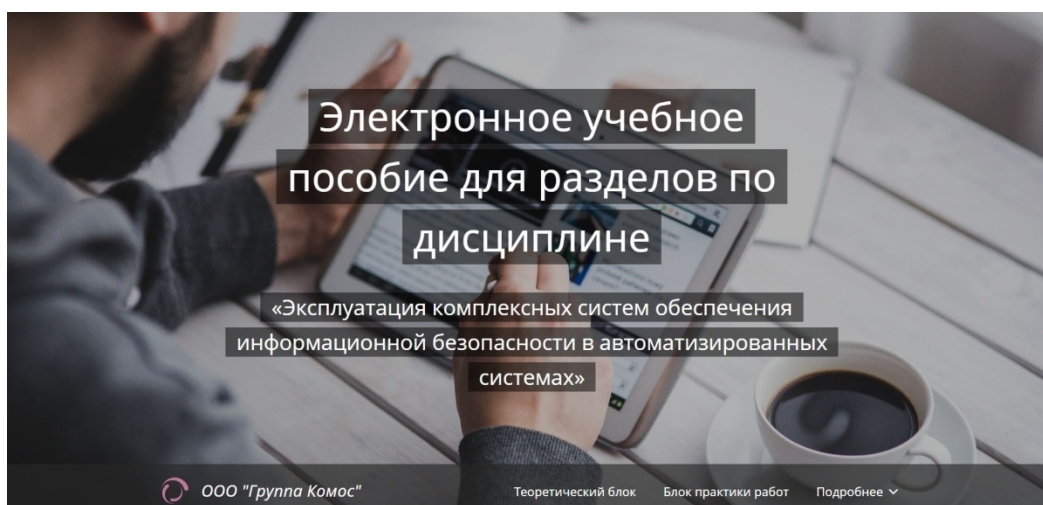 Электронное учебное
пособие для разделов по
дисциплине
«Эксплуатация комплексных систем обеспечения
информационной безопасности в автоматизированных
системах»
ООО "Группа Комос" Теоретический блок Блок практики работ Подробнее